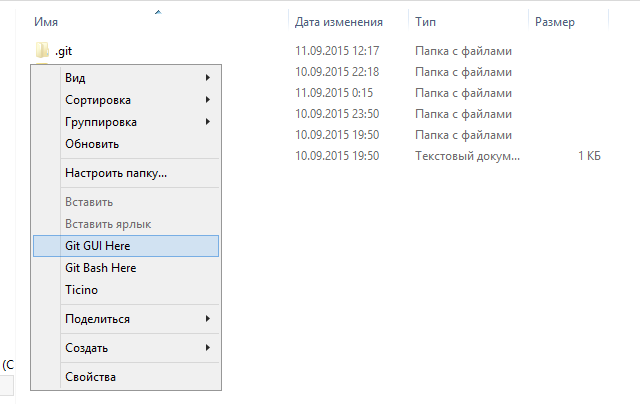 Имя Дата изменения Тип Размер
.git 11.09.2015 12:17 Папка с файлами
10.09.2015 22:18 Папка с файлами
11.09.2015 0:15 Папка с файлами
10.09.2015 23:50 Папка с файлами
10.09.2015 19:50 Папка с файлами
10.09.2015 19:50 Текстовый докум... 1 КБ
Вид
Сортировка
Группировка
Обновить
Настроить папку...
Вставить
Вставить ярлык
Git GUI Here
Git Bash Here
Ticino
Поделиться
Создать
Свойства
(C